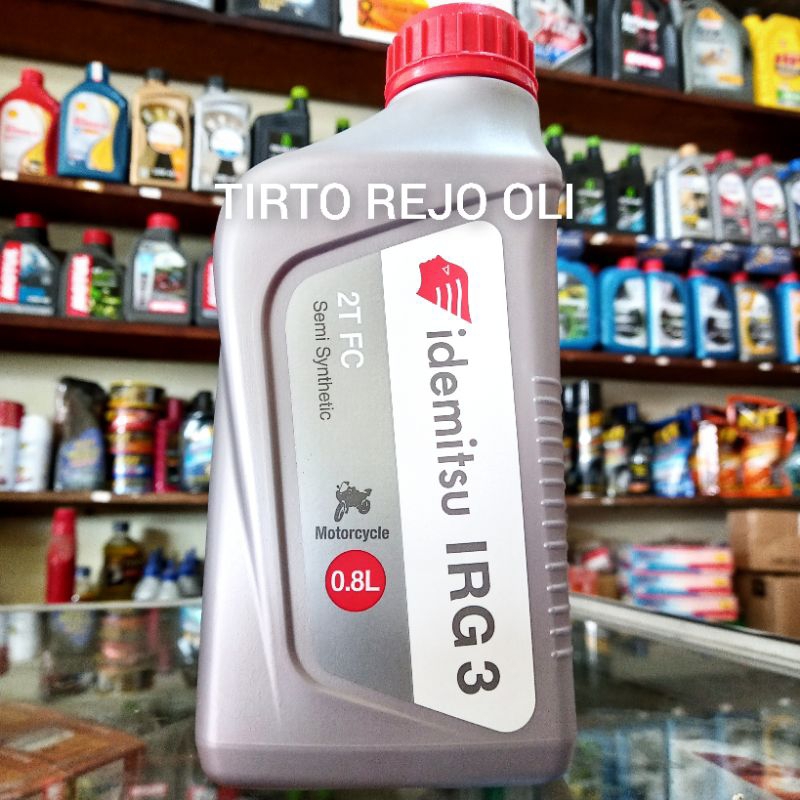 TIRTO REJO OLI
idemitsu IRG 3
2T FC
Semi Synthetic
Motorcycle
0.8L